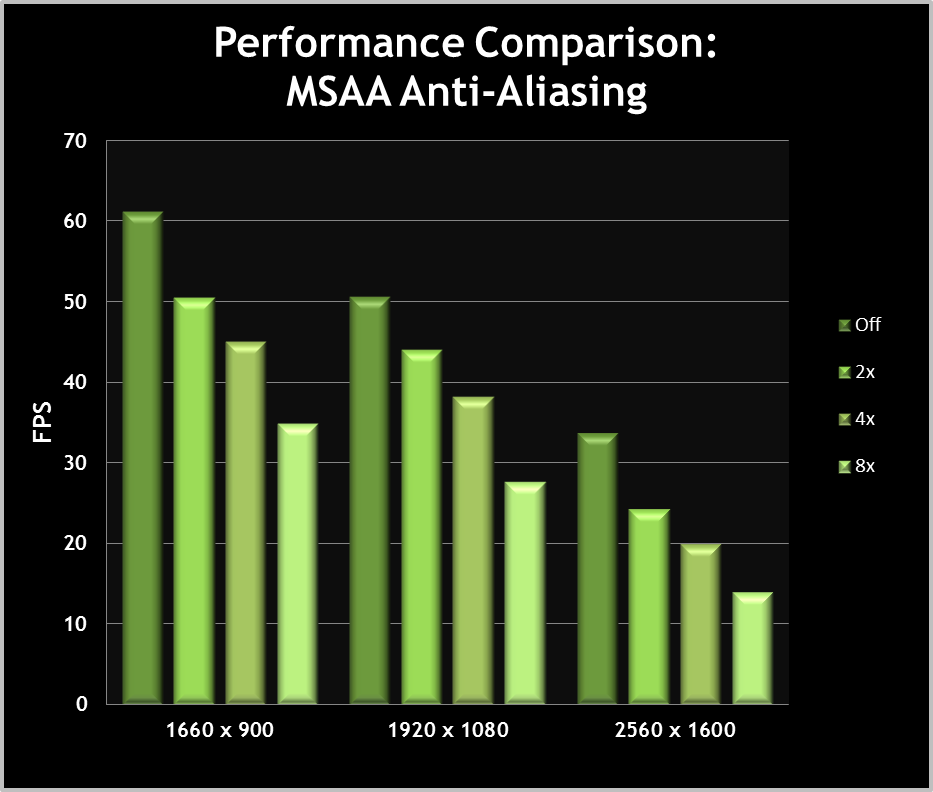 Performance Comparison:
MSAA Anti-Aliasing
70
60
50
40
30
20
10
0
FPS
1660 x 900
1920 x 1080
2560 x 1600
Off
2x
4x
8x